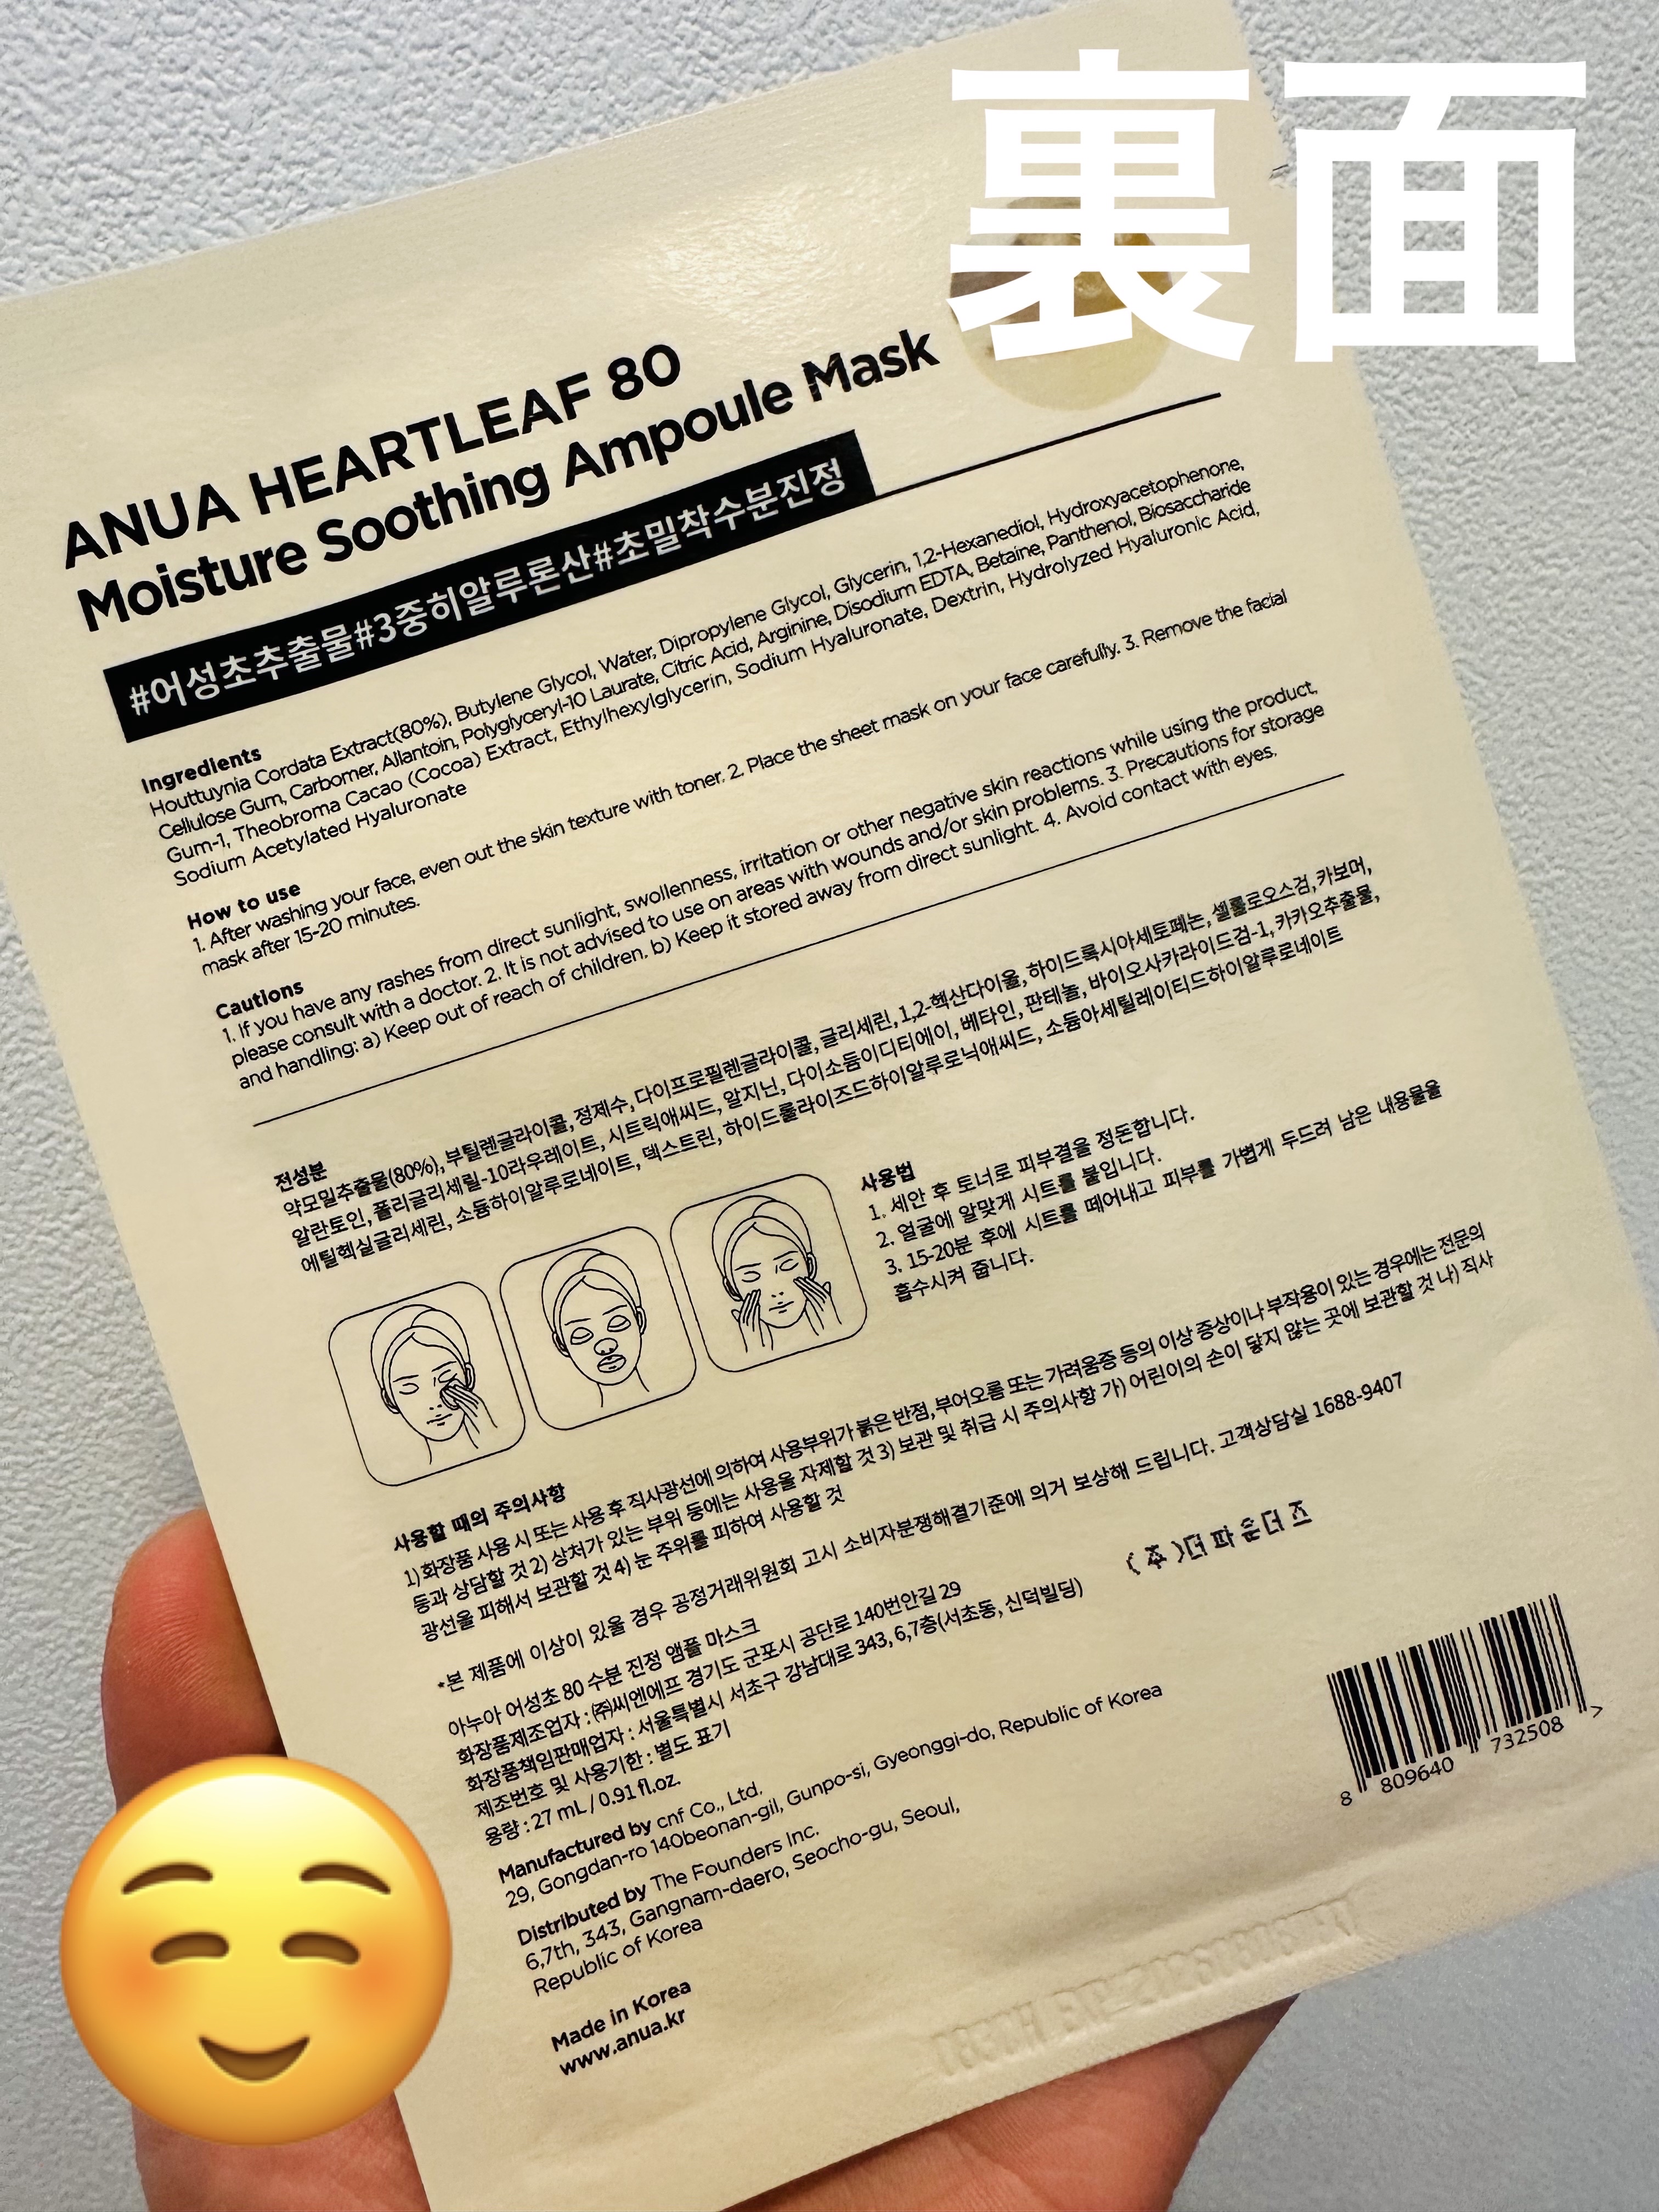 裏面
ANUA HEARTLEAF 80
Moisture Soothing Ampoule Mask
#어성초추출물#3중히알루론산#초밀착수분진정
Ingredients
Houttuynia Cordata Extract(80%), Butylene Glycol, Water, Dipropylene Glycol, Glycerin, 1,2-Hexanediol, Hydroxyacetophenone,
Cellulose Gum, Carbomer, Allantoin, Polyglyceryl-10 Laurate, Citric Acid, Arginine, Disodium EDTA, Betaine, Panthenol, Biosaccharide
Gum-1, Theobroma Cacao (Cocoa) Extract, Ethylhexylglycerin, Sodium Hyaluronate, Dextrin, Hydrolyzed Hyaluronic Acid,
Sodium Acetylated Hyaluronate
How to use
1. After washing your face, even out the skin texture with toner. 2. Place the sheet mask on your face carefully. 3. Remove the facial
mask after 15-20 minutes.
Cautions
1. If you have any rashes from direct sunlight, swollenness, irritation or other negative skin reactions while using the product,
please consult with a doctor. 2. It is not advised to use on areas with wounds and/or skin problems. 3. Precautions for storage
and handling: a) Keep out of reach of children. b) Keep it stored away from direct sunlight. 4. Avoid contact with eyes.
전성분
약모밀추출물(80%), 부틸렌글라이콜, 정제수, 다이프로필렌글라이콜, 글리세린, 1,2-헥산다이올, 하이드록시아세토페논, 셀룰로오스검, 카보머,
알란토인, 폴리글리세릴-10라우레이트, 시트릭애씨드, 알지닌, 다이소듐이디티에이, 베타인, 판테놀, 바이오사카라이드검-1, 카카오추출물,
에틸헥실글리세린, 소듐하이알루로네이트, 덱스트린, 하이드롤라이즈드하이알루로닉애씨드, 소듐아세틸레이티드하이알루로네이트
사용법
1. 세안 후 토너로 피부결을 정돈합니다.
2. 얼굴에 알맞게 시트를 붙입니다.
3. 15-20분 후에 시트를 떼어내고 피부를 가볍게 두드려 남은 내용물을
흡수시켜 줍니다.
사용할 때의 주의사항
1) 화장품 사용 시 또는 사용 후 직사광선에 의하여 사용부위가 붉은 반점, 부어오름 또는 가려움증 등의 이상 증상이나 부작용이 있는 경우에는 전문의
등과 상담할 것 2) 상처가 있는 부위 등에는 사용을 자제할 것 3) 보관 및 취급 시 주의사항 가) 어린이의 손이 닿지 않는 곳에 보관할 것 나) 직사
광선을 피해서 보관할 것 4) 눈 주위를 피하여 사용할 것
*본 제품에 이상이 있을 경우 공정거래위원회 고시 소비자분쟁해결기준에 의거 보상해 드립니다. 고객상담실 1688-9407
아누아 어성초 80 수분 진정 앰플 마스크
화장품제조업자 : ㈜씨엔에프 경기도 군포시 공단로 140번안길 29
화장품책임판매업자 : 서울특별시 서초구 강남대로 343, 6,7층(서초동, 신덕빌딩)
제조번호 및 사용기한 : 별도 표기
용량 : 27 mL / 0.91 fl.oz.
(주)더파운더즈
Manufactured by cnf Co., Ltd.
29, Gongdan-ro 140beonan-gil, Gunpo-si, Gyeonggi-do, Republic of Korea
Distributed by The Founders Inc.
6,7th, 343, Gangnam-daero, Seocho-gu, Seoul,
Republic of Korea
Made in Korea
www.anua.kr
8 809640 732508